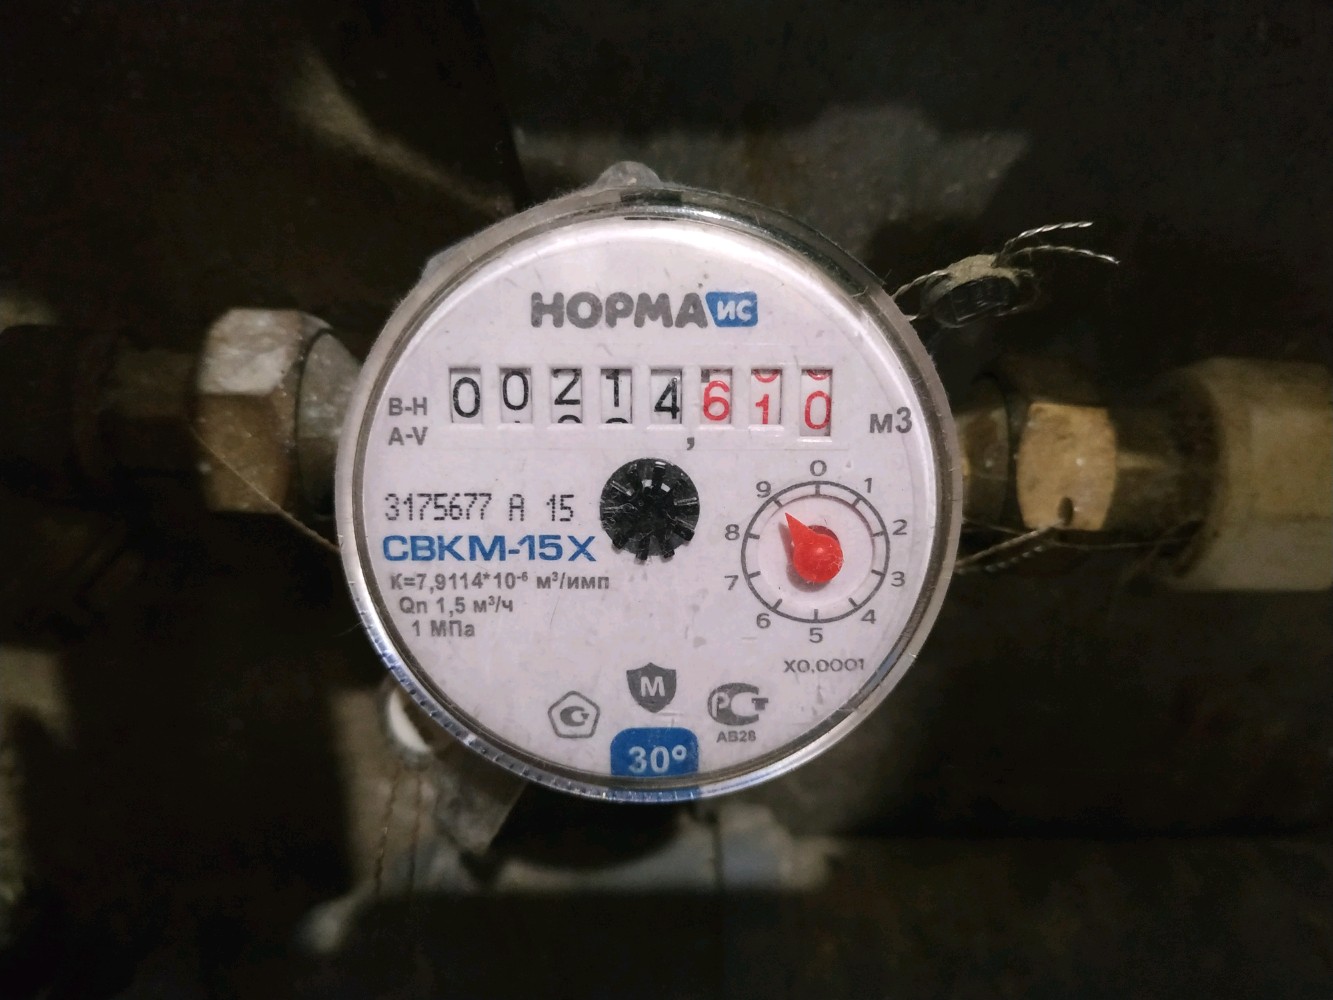 НОРМА ИС
00214,610
В-Н
А-V
м3
3175677 А 15
СВКМ-15Х
К=7,9114*10⁻⁶ м³/имп
Qn 1,5 м³/ч
1 МПа
0
1
2
3
4
5
6
7
8
9
X0,0001
М
РСТ
АВ28
30°